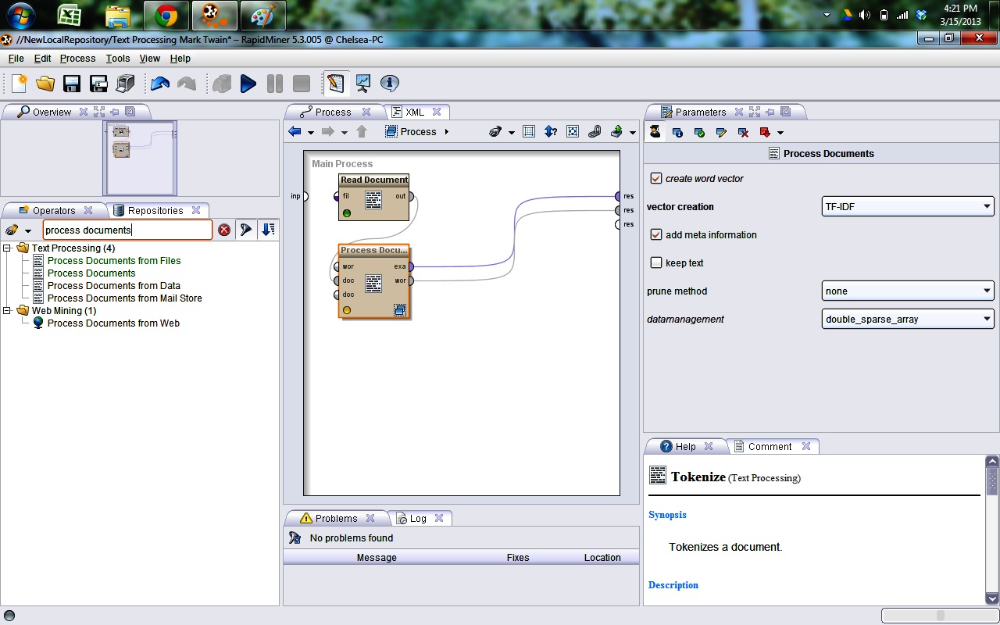 4:21 PM
3/15/2013
//NewLocalRepository/Text Processing Mark Twain* – RapidMiner 5.3.005 @ Chelsea-PC
File Edit Process Tools View Help
Overview
Operators Repositories
process documents
Text Processing (4)
Process Documents from Files
Process Documents
Process Documents from Data
Process Documents from Mail Store
Web Mining (1)
Process Documents from Web
Process XML
Process
Main Process
inp
Read Document
fil out
Process Docu...
wor exa
doc wor
doc
res
res
res
Problems Log
No problems found
Message Fixes Location
Parameters
Process Documents
create word vector
vector creation TF-IDF
add meta information
keep text
prune method none
datamanagement double_sparse_array
Help Comment
Tokenize (Text Processing)
Synopsis
Tokenizes a document.
Description